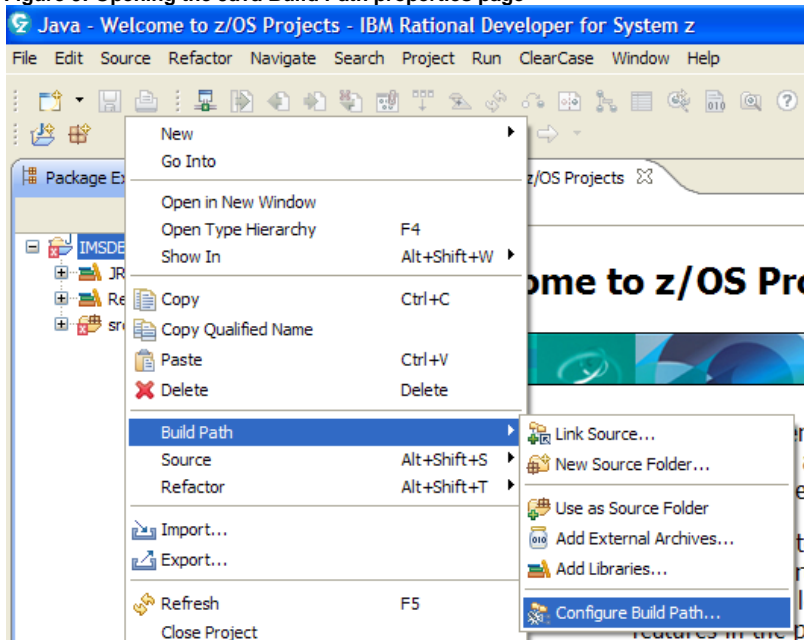 Java - Welcome to z/OS Projects - IBM Rational Developer for System z
File Edit Source Refactor Navigate Search Project Run ClearCase Window Help
Package Ex
z/OS Projects
New
Go Into
Open in New Window
Open Type Hierarchy F4
Show In Alt+Shift+W
IMSDE
JR
Re
src
ome to z/OS Pro
Copy Ctrl+C
Copy Qualified Name
Paste Ctrl+V
Delete Delete
Build Path
Source Alt+Shift+S
Refactor Alt+Shift+T
Import...
Export...
Refresh F5
Close Project
Link Source...
New Source Folder...
Use as Source Folder
Add External Archives...
Add Libraries...
Configure Build Path...